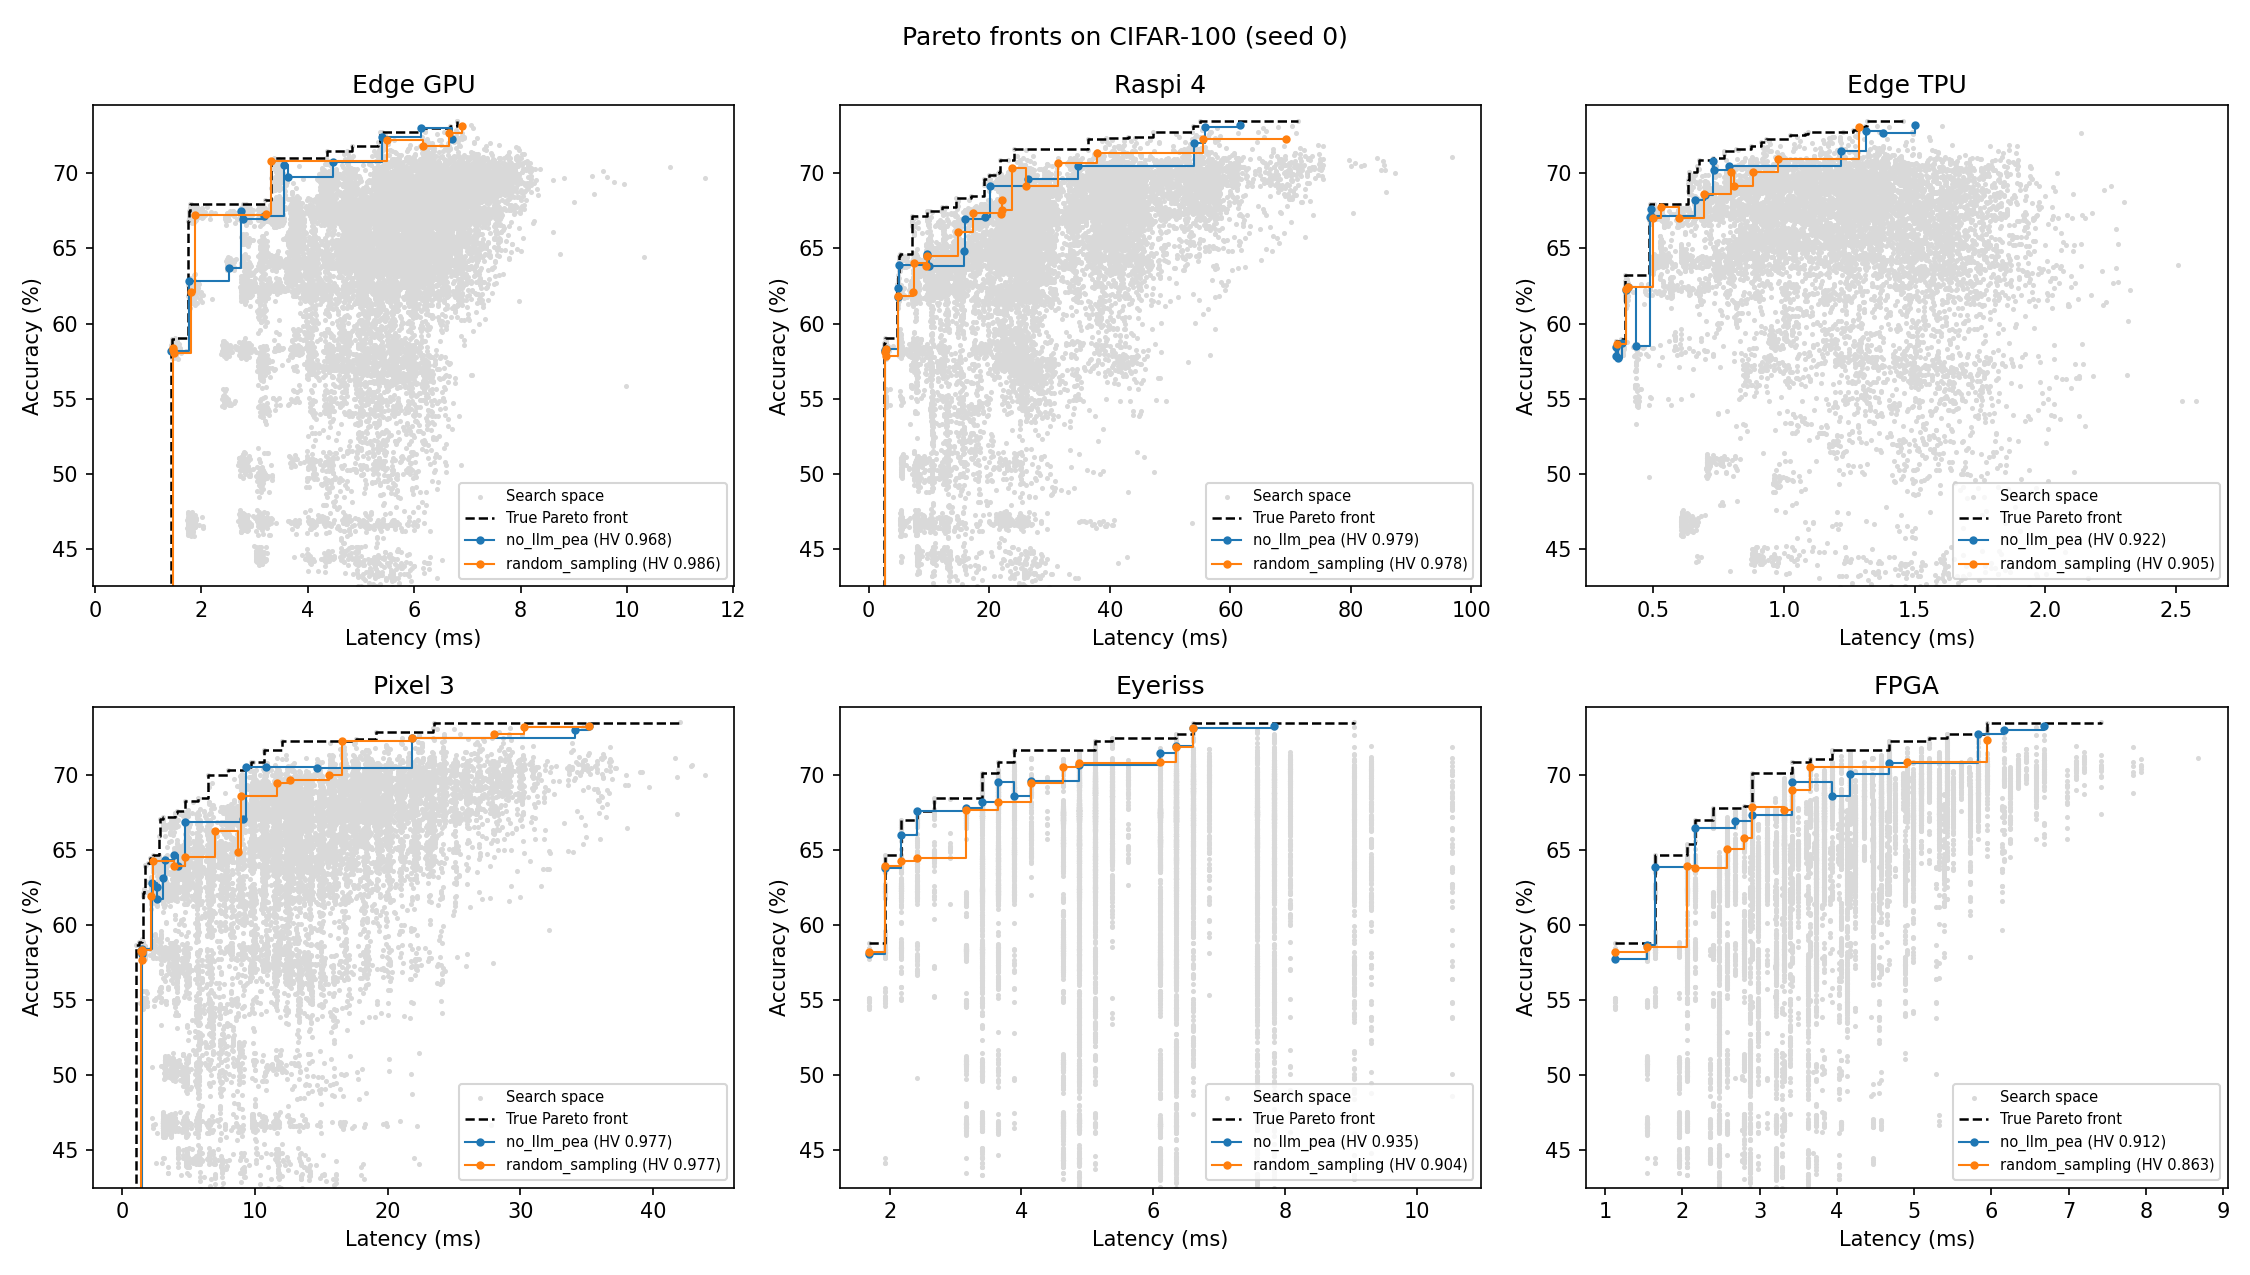 Pareto fronts on CIFAR-100 (seed 0)
Edge GPU
Accuracy (%)
70
65
60
55
50
45
Search space
True Pareto front
no_llm_pea (HV 0.968)
random_sampling (HV 0.986)
0 2 4 6 8 10 12
Latency (ms)
Raspi 4
Accuracy (%)
70
65
60
55
50
45
Search space
True Pareto front
no_llm_pea (HV 0.979)
random_sampling (HV 0.978)
0 20 40 60 80 100
Latency (ms)
Edge TPU
Accuracy (%)
70
65
60
55
50
45
Search space
True Pareto front
no_llm_pea (HV 0.922)
random_sampling (HV 0.905)
0.5 1.0 1.5 2.0 2.5
Latency (ms)
Pixel 3
Accuracy (%)
70
65
60
55
50
45
Search space
True Pareto front
no_llm_pea (HV 0.977)
random_sampling (HV 0.977)
0 10 20 30 40
Latency (ms)
Eyeriss
Accuracy (%)
70
65
60
55
50
45
Search space
True Pareto front
no_llm_pea (HV 0.935)
random_sampling (HV 0.904)
2 4 6 8 10
Latency (ms)
FPGA
Accuracy (%)
70
65
60
55
50
45
Search space
True Pareto front
no_llm_pea (HV 0.912)
random_sampling (HV 0.863)
1 2 3 4 5 6 7 8 9
Latency (ms)